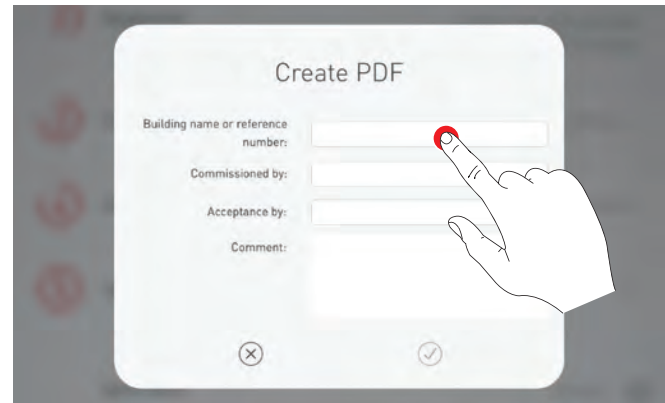 Create PDF
Building name or reference
number:
Commissioned by:
Acceptance by:
Comment: